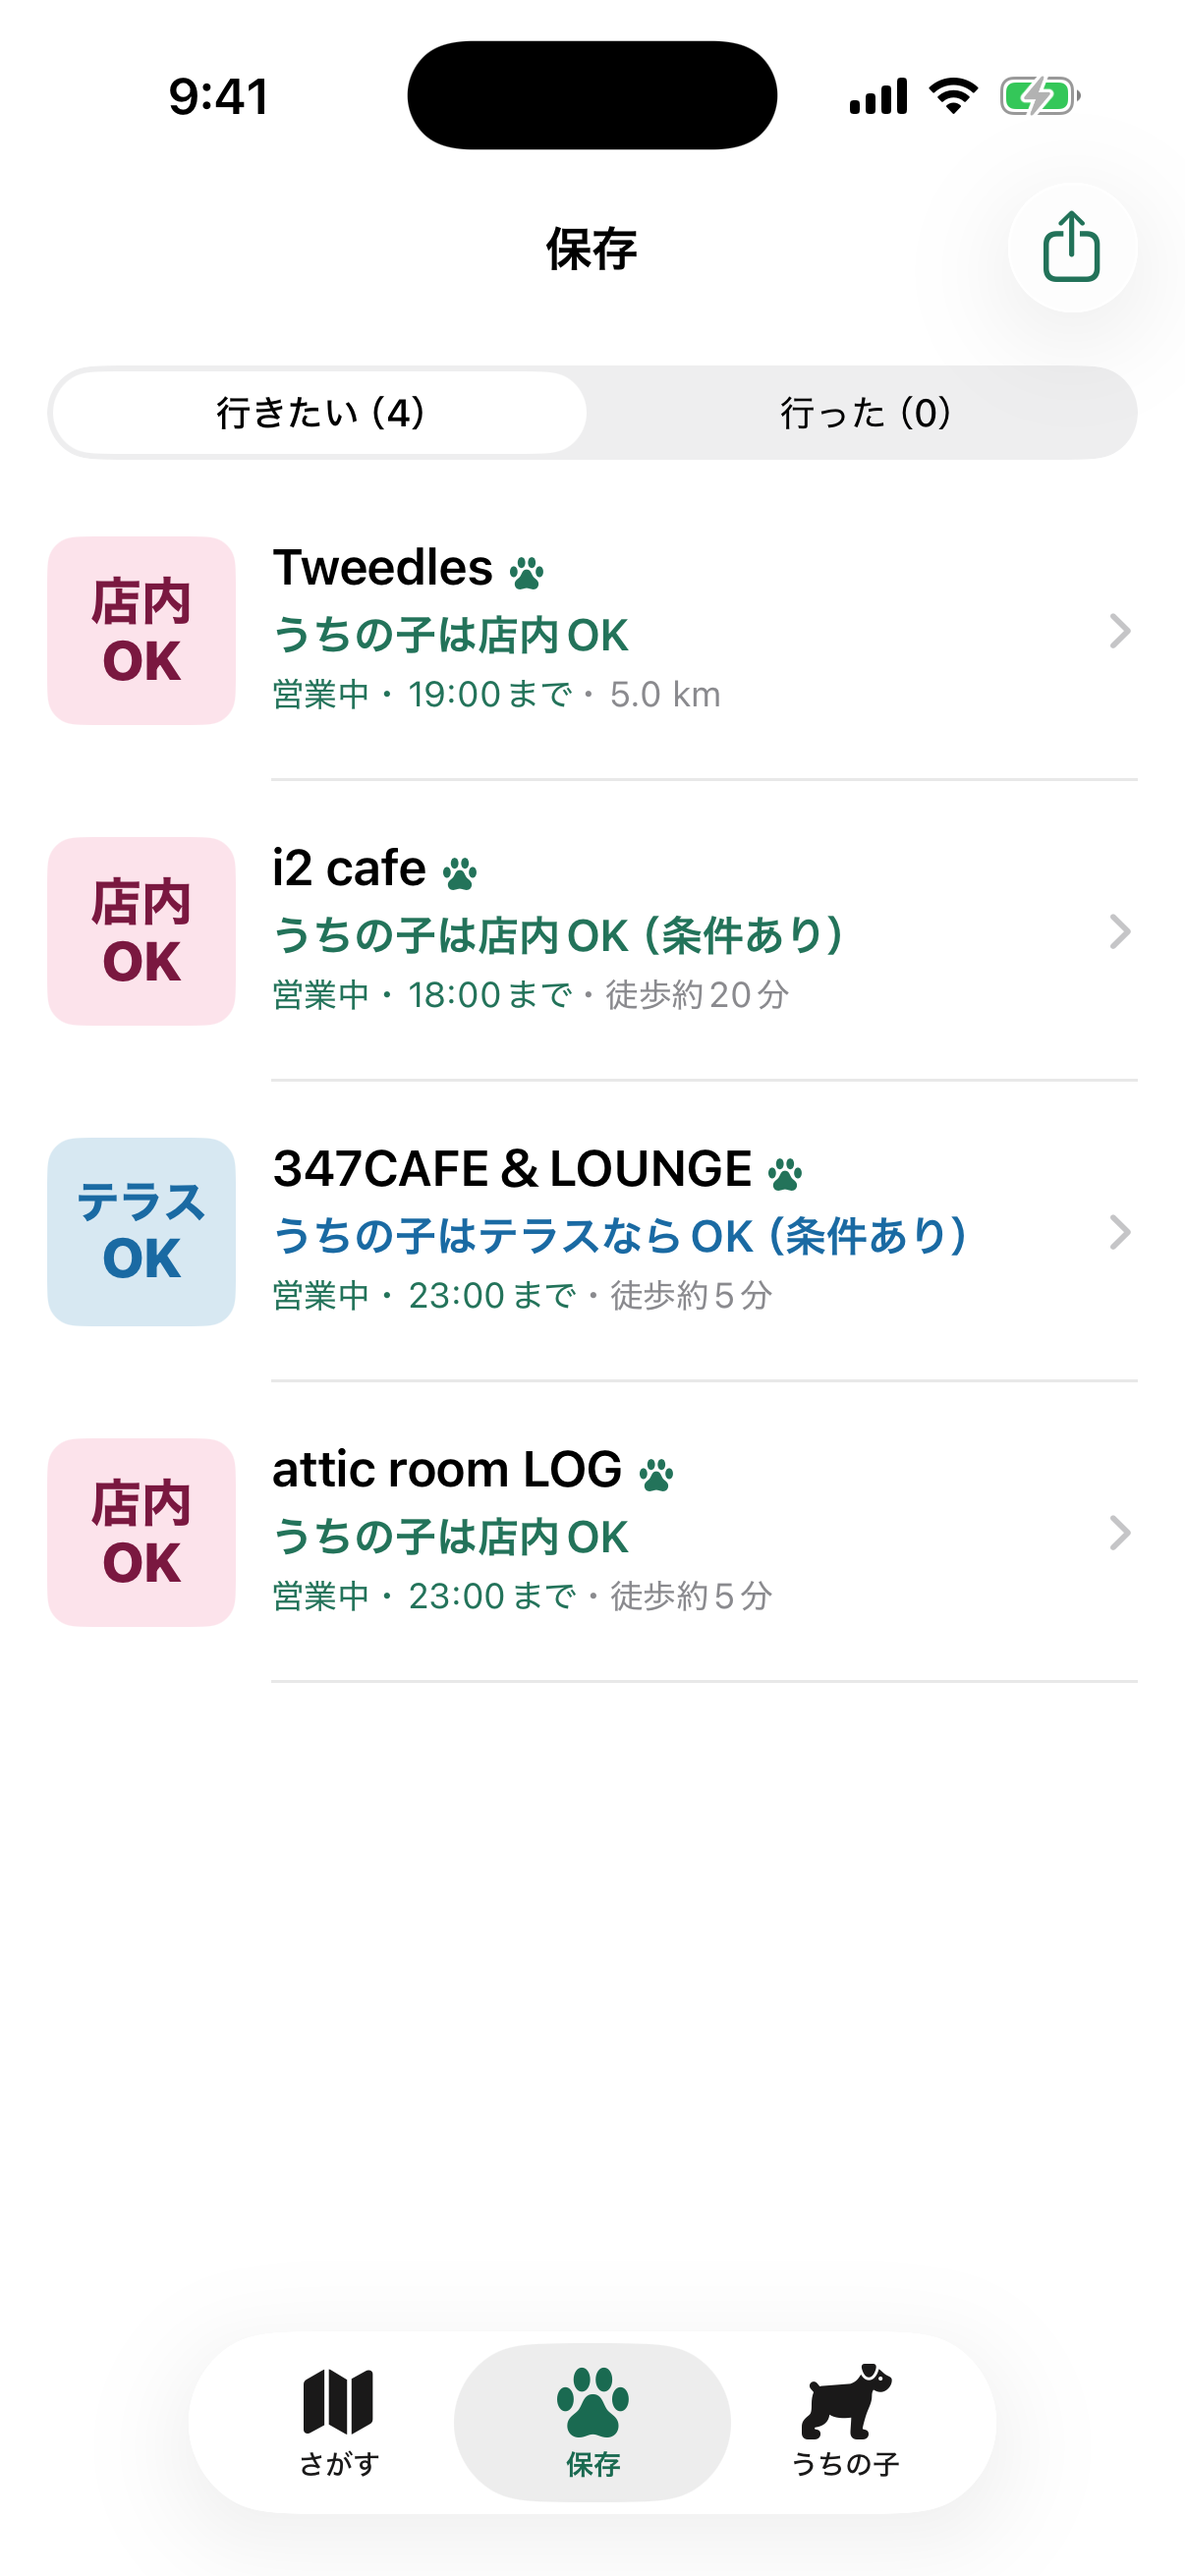 9:41
保存
行きたい（4）
行った（0）
店内
OK
Tweedles
うちの子は店内OK
営業中・19:00まで・5.0 km
店内
OK
i2 cafe
うちの子は店内OK（条件あり）
営業中・18:00まで・徒歩約20分
テラス
OK
347CAFE & LOUNGE
うちの子はテラスならOK（条件あり）
営業中・23:00まで・徒歩約5分
店内
OK
attic room LOG
うちの子は店内OK
営業中・23:00まで・徒歩約5分
さがす
保存
うちの子